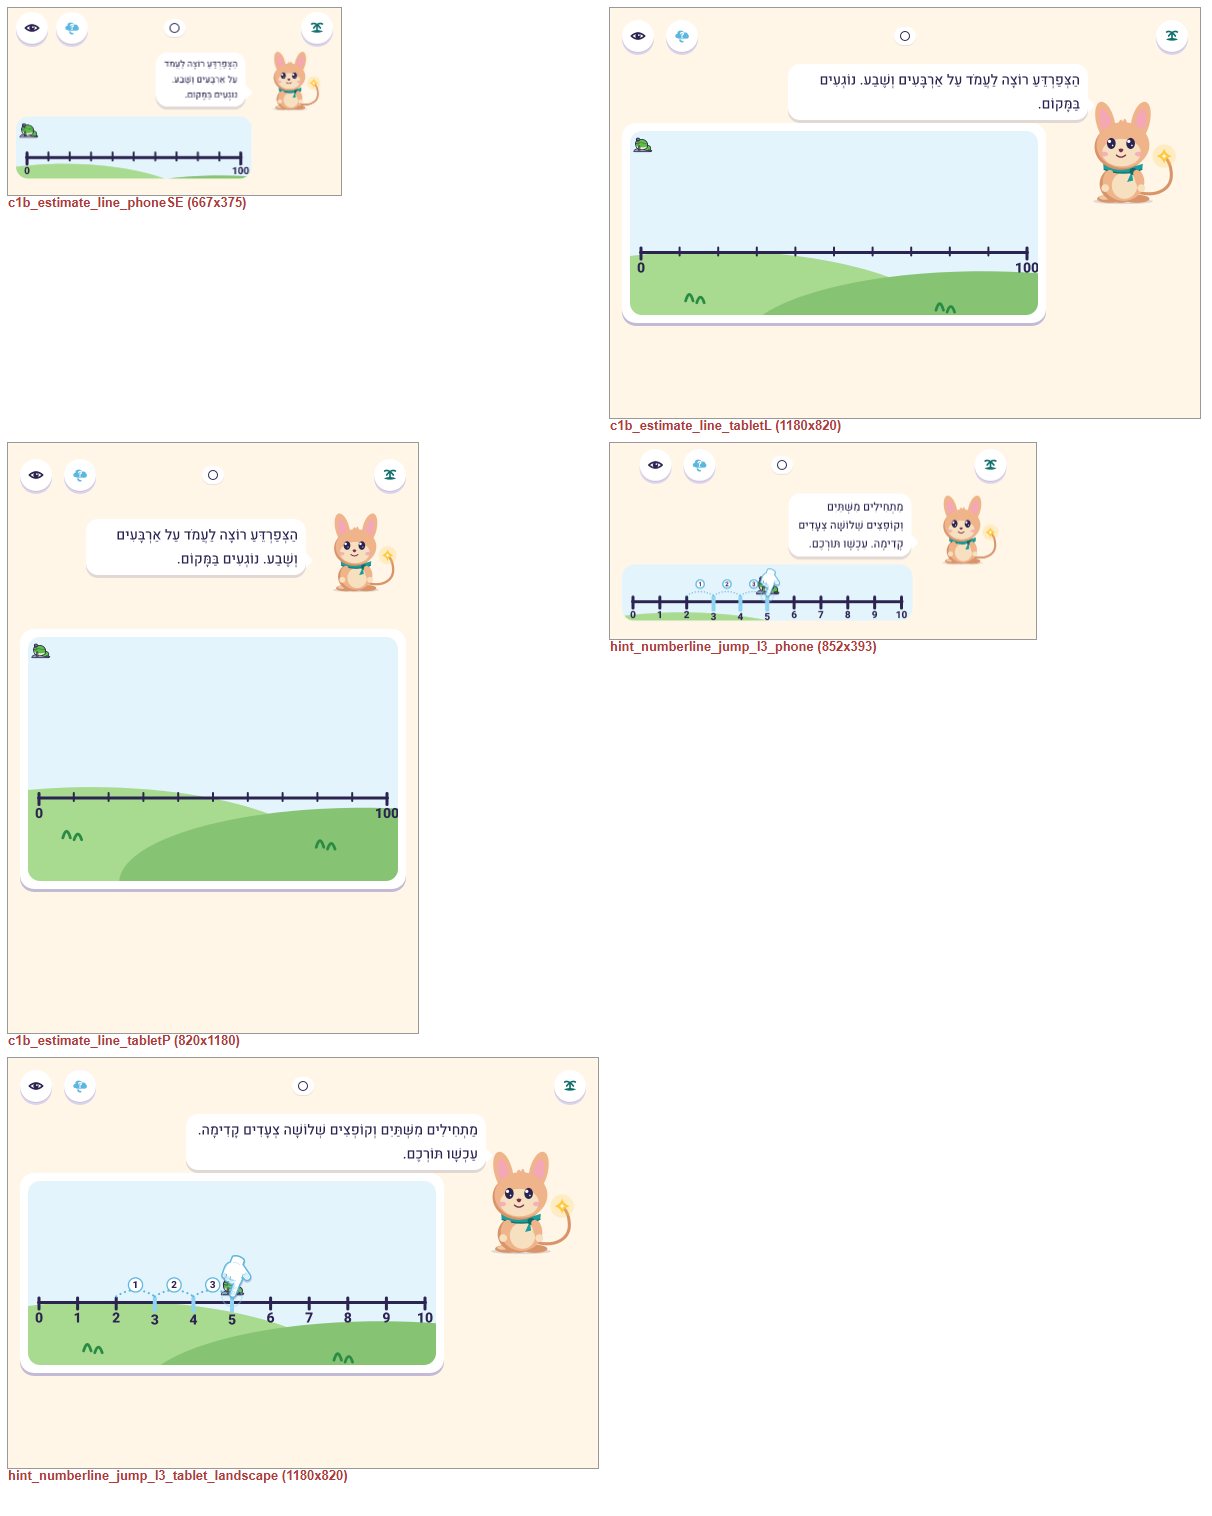 הַצְּפַרְדֵּעַ רוֹצָה לַעֲמֹד
עַל אַרְבָּעִים וְשֶׁבַע.
נוֹגְעִים בַּמָּקוֹם.
0 100
c1b_estimate_line_phoneSE (667x375)
הַצְּפַרְדֵּעַ רוֹצָה לַעֲמֹד עַל אַרְבָּעִים וְשֶׁבַע. נוֹגְעִים
בַּמָּקוֹם.
0 100
c1b_estimate_line_tabletL (1180x820)
הַצְּפַרְדֵּעַ רוֹצָה לַעֲמֹד עַל אַרְבָּעִים
וְשֶׁבַע. נוֹגְעִים בַּמָּקוֹם.
0 100
c1b_estimate_line_tabletP (820x1180)
מַתְחִילִים מִשְּׁתַּיִם
וְקוֹפְצִים שְׁלוֹשָׁה צְעָדִים
קָדִימָה. עַכְשָׁו תּוֹרְכֶם.
1 2 3
0 1 2 3 4 5 6 7 8 9 10
hint_numberline_jump_l3_phone (852x393)
מַתְחִילִים מִשְּׁתַּיִם וְקוֹפְצִים שְׁלוֹשָׁה צְעָדִים קָדִימָה.
עַכְשָׁו תּוֹרְכֶם.
1 2 3
0 1 2 3 4 5 6 7 8 9 10
hint_numberline_jump_l3_tablet_landscape (1180x820)